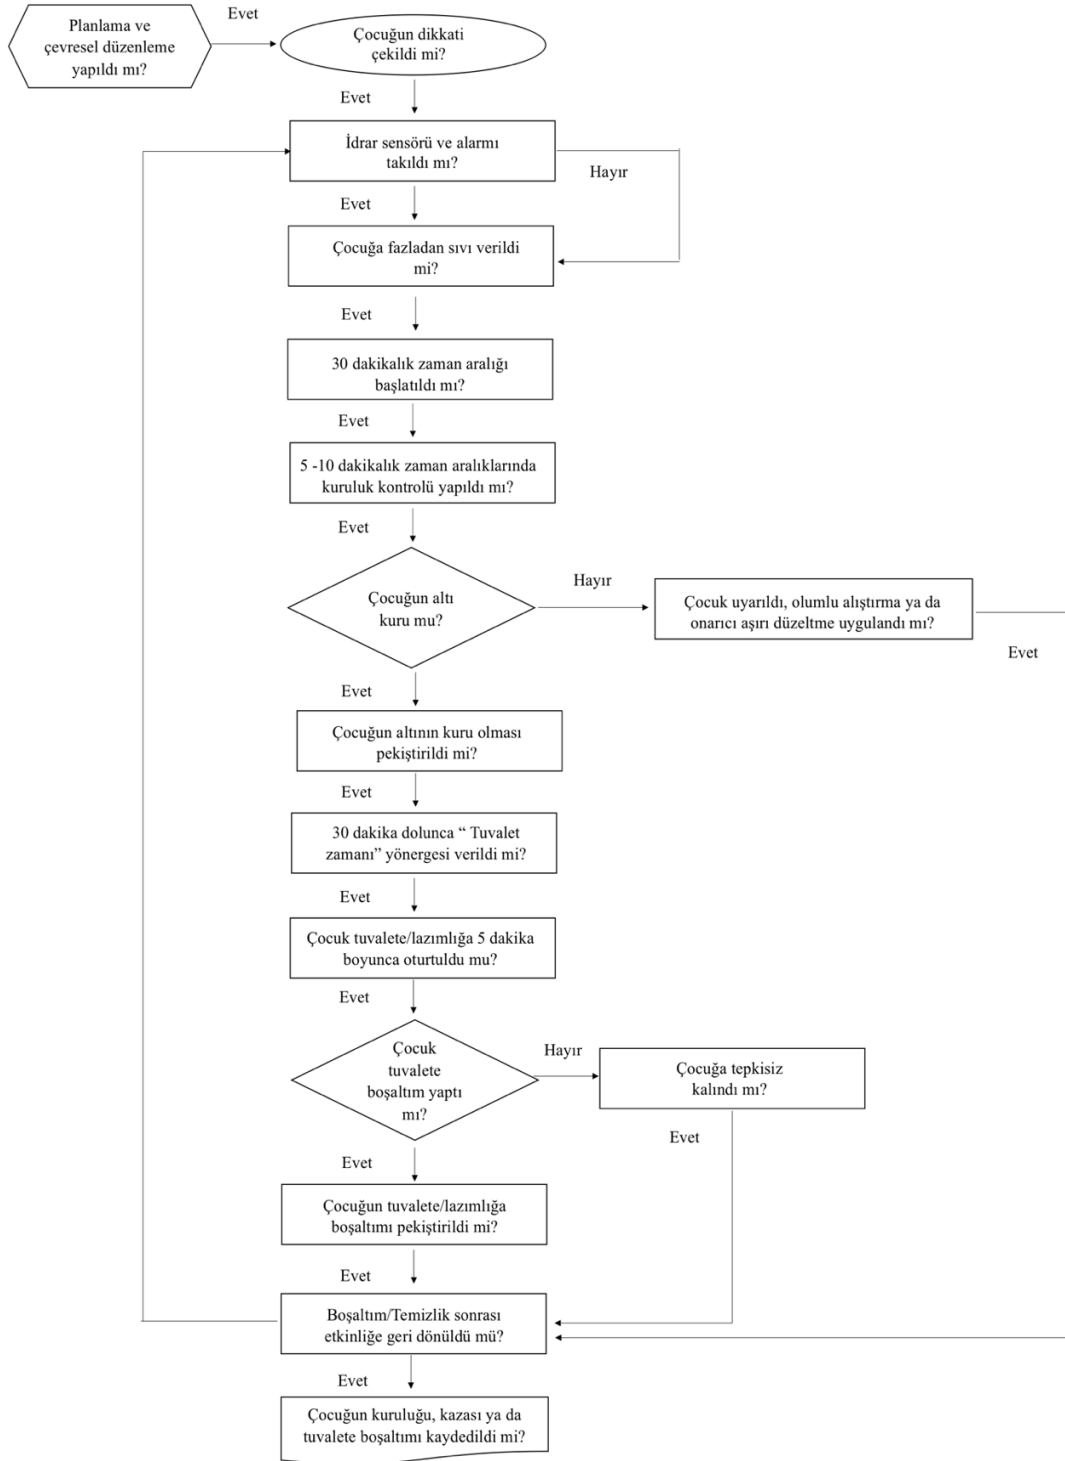 Planlama ve
çevresel düzenleme
yapıldı mı?
Evet
Çocuğun dikkati
çekildi mi?
Evet
İdrar sensörü ve alarmı
takıldı mı?
Hayır
Evet
Çocuğa fazladan sıvı verildi
mi?
Evet
30 dakikalık zaman aralığı
başlatıldı mı?
Evet
5 -10 dakikalık zaman aralıklarında
kuruluk kontrolü yapıldı mı?
Evet
Çocuğun altı
kuru mu?
Hayır
Çocuk uyarıldı, olumlu alıştırma ya da
onarıcı aşırı düzeltme uygulandı mı?
Evet
Evet
Çocuğun altının kuru olması
pekiştirildi mi?
Evet
30 dakika dolunca “ Tuvalet
zamanı” yönergesi verildi mi?
Evet
Çocuk tuvalete/lazımlığa 5 dakika
boyunca oturtuldu mu?
Evet
Çocuk
tuvalete
boşaltım yaptı
mı?
Hayır
Çocuğa tepkisiz
kalındı mı?
Evet
Evet
Çocuğun tuvalete/lazımlığa
boşaltımı pekiştirildi mi?
Evet
Boşaltım/Temizlik sonrası
etkinliğe geri dönüldü mü?
Evet
Çocuğun kuruluğu, kazası ya da
tuvalete boşaltımı kaydedildi mi?